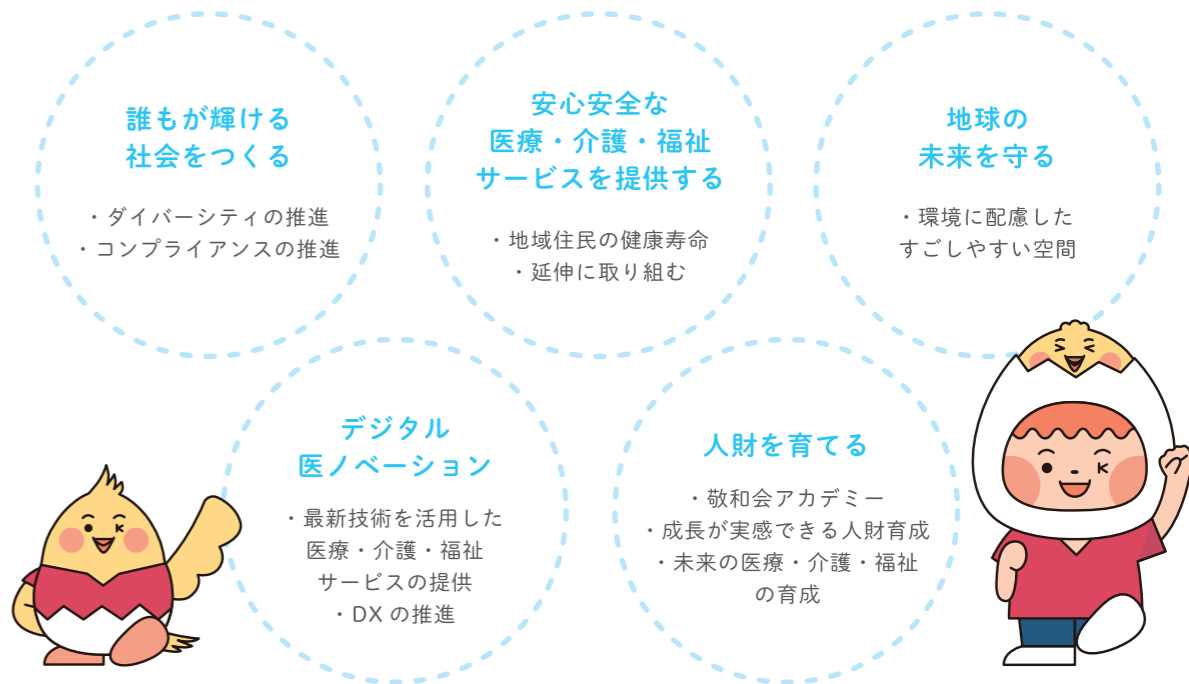 誰もが輝ける
社会をつくる
・ダイバーシティの推進
・コンプライアンスの推進
安心安全な
医療・介護・福祉
サービスを提供する
・地域住民の健康寿命
・延伸に取り組む
地球の
未来を守る
・環境に配慮した
すごしやすい空間
デジタル
医ノベーション
・最新技術を活用した
医療・介護・福祉
サービスの提供
・DX の推進
人財を育てる
・敬和会アカデミー
・成長が実感できる人財育成
・未来の医療・介護・福祉
の育成